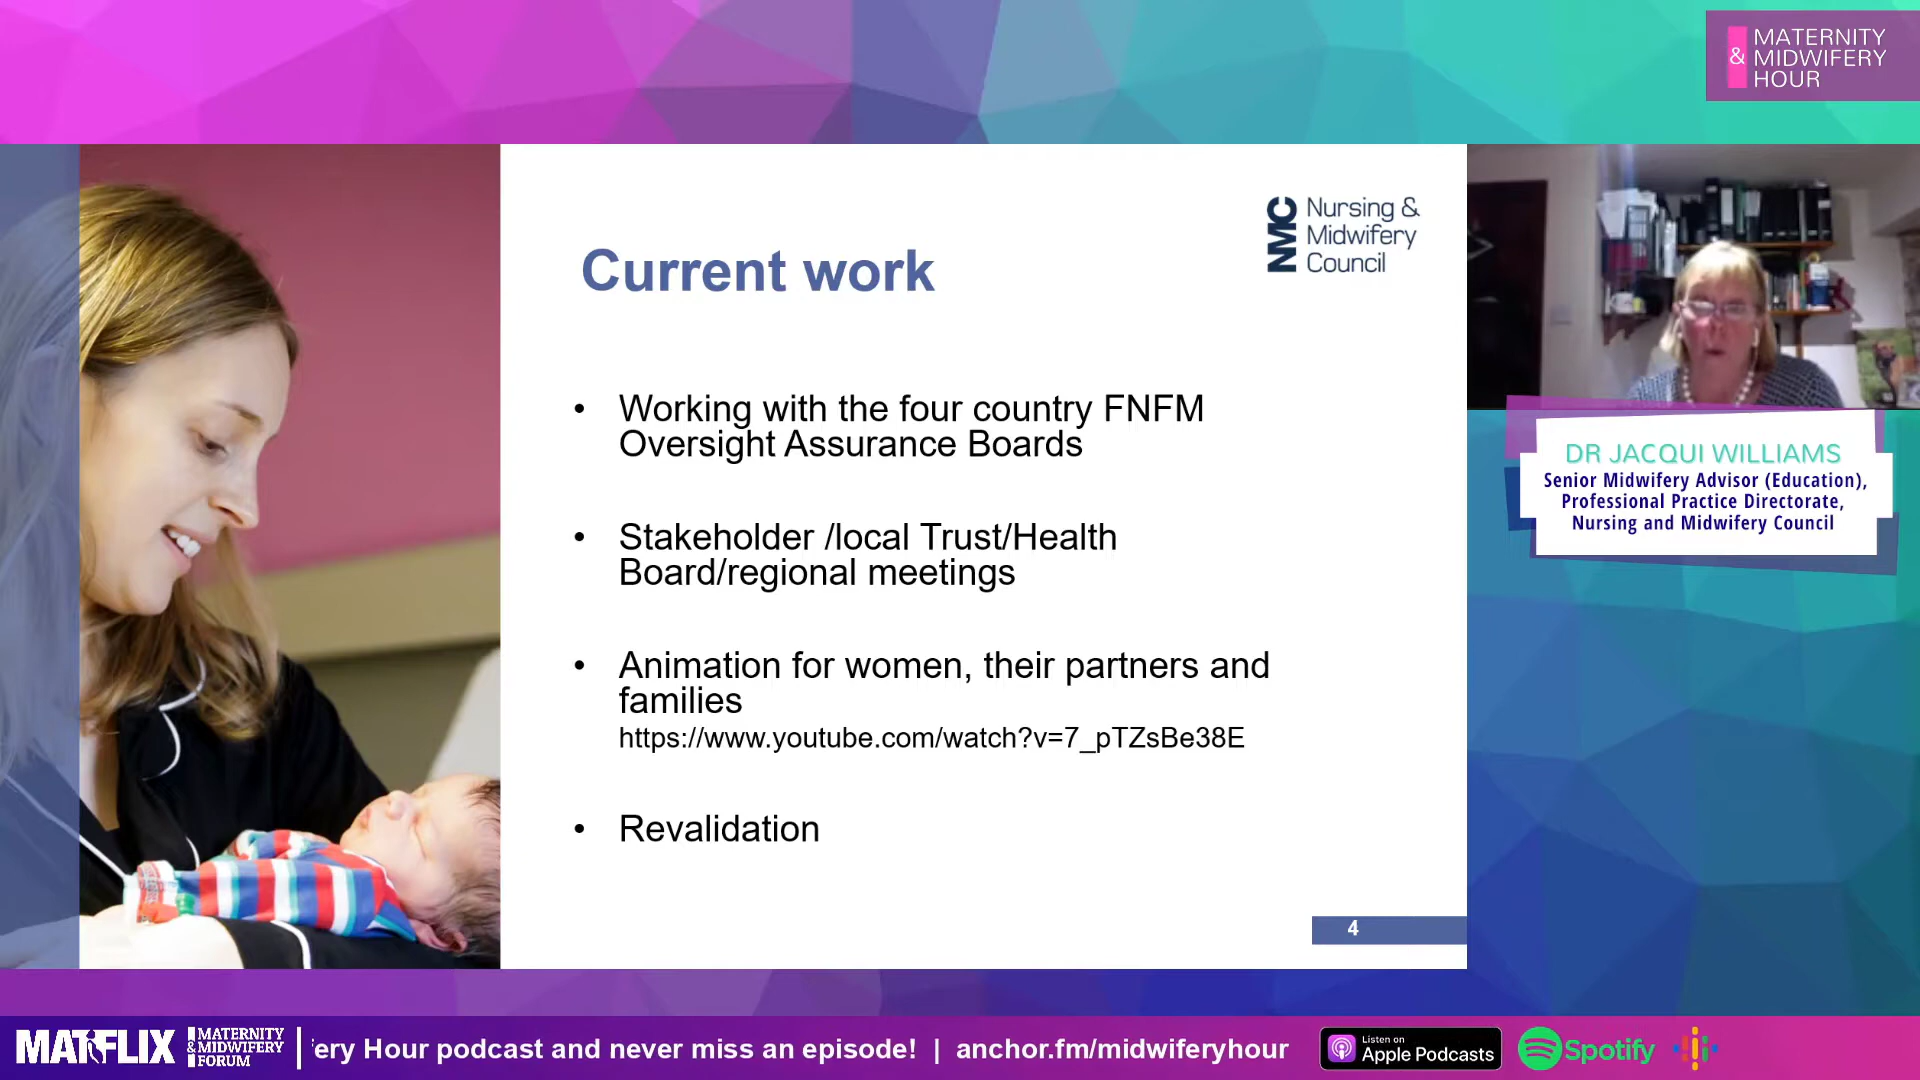 MATERNITY
& MIDWIFERY
HOUR
NMC Nursing &
Midwifery
Council
Current work
• Working with the four country FNFM
Oversight Assurance Boards
• Stakeholder /local Trust/Health
Board/regional meetings
• Animation for women, their partners and
families
https://www.youtube.com/watch?v=7_pTZsBe38E
• Revalidation
4
DR JACQUI WILLIAMS
Senior Midwifery Advisor (Education),
Professional Practice Directorate,
Nursing and Midwifery Council
MATFLIX
MATERNITY
& MIDWIFERY
FORUM
ery Hour podcast and never miss an episode! | anchor.fm/midwiferyhour
Listen on
Apple Podcasts
Spotify